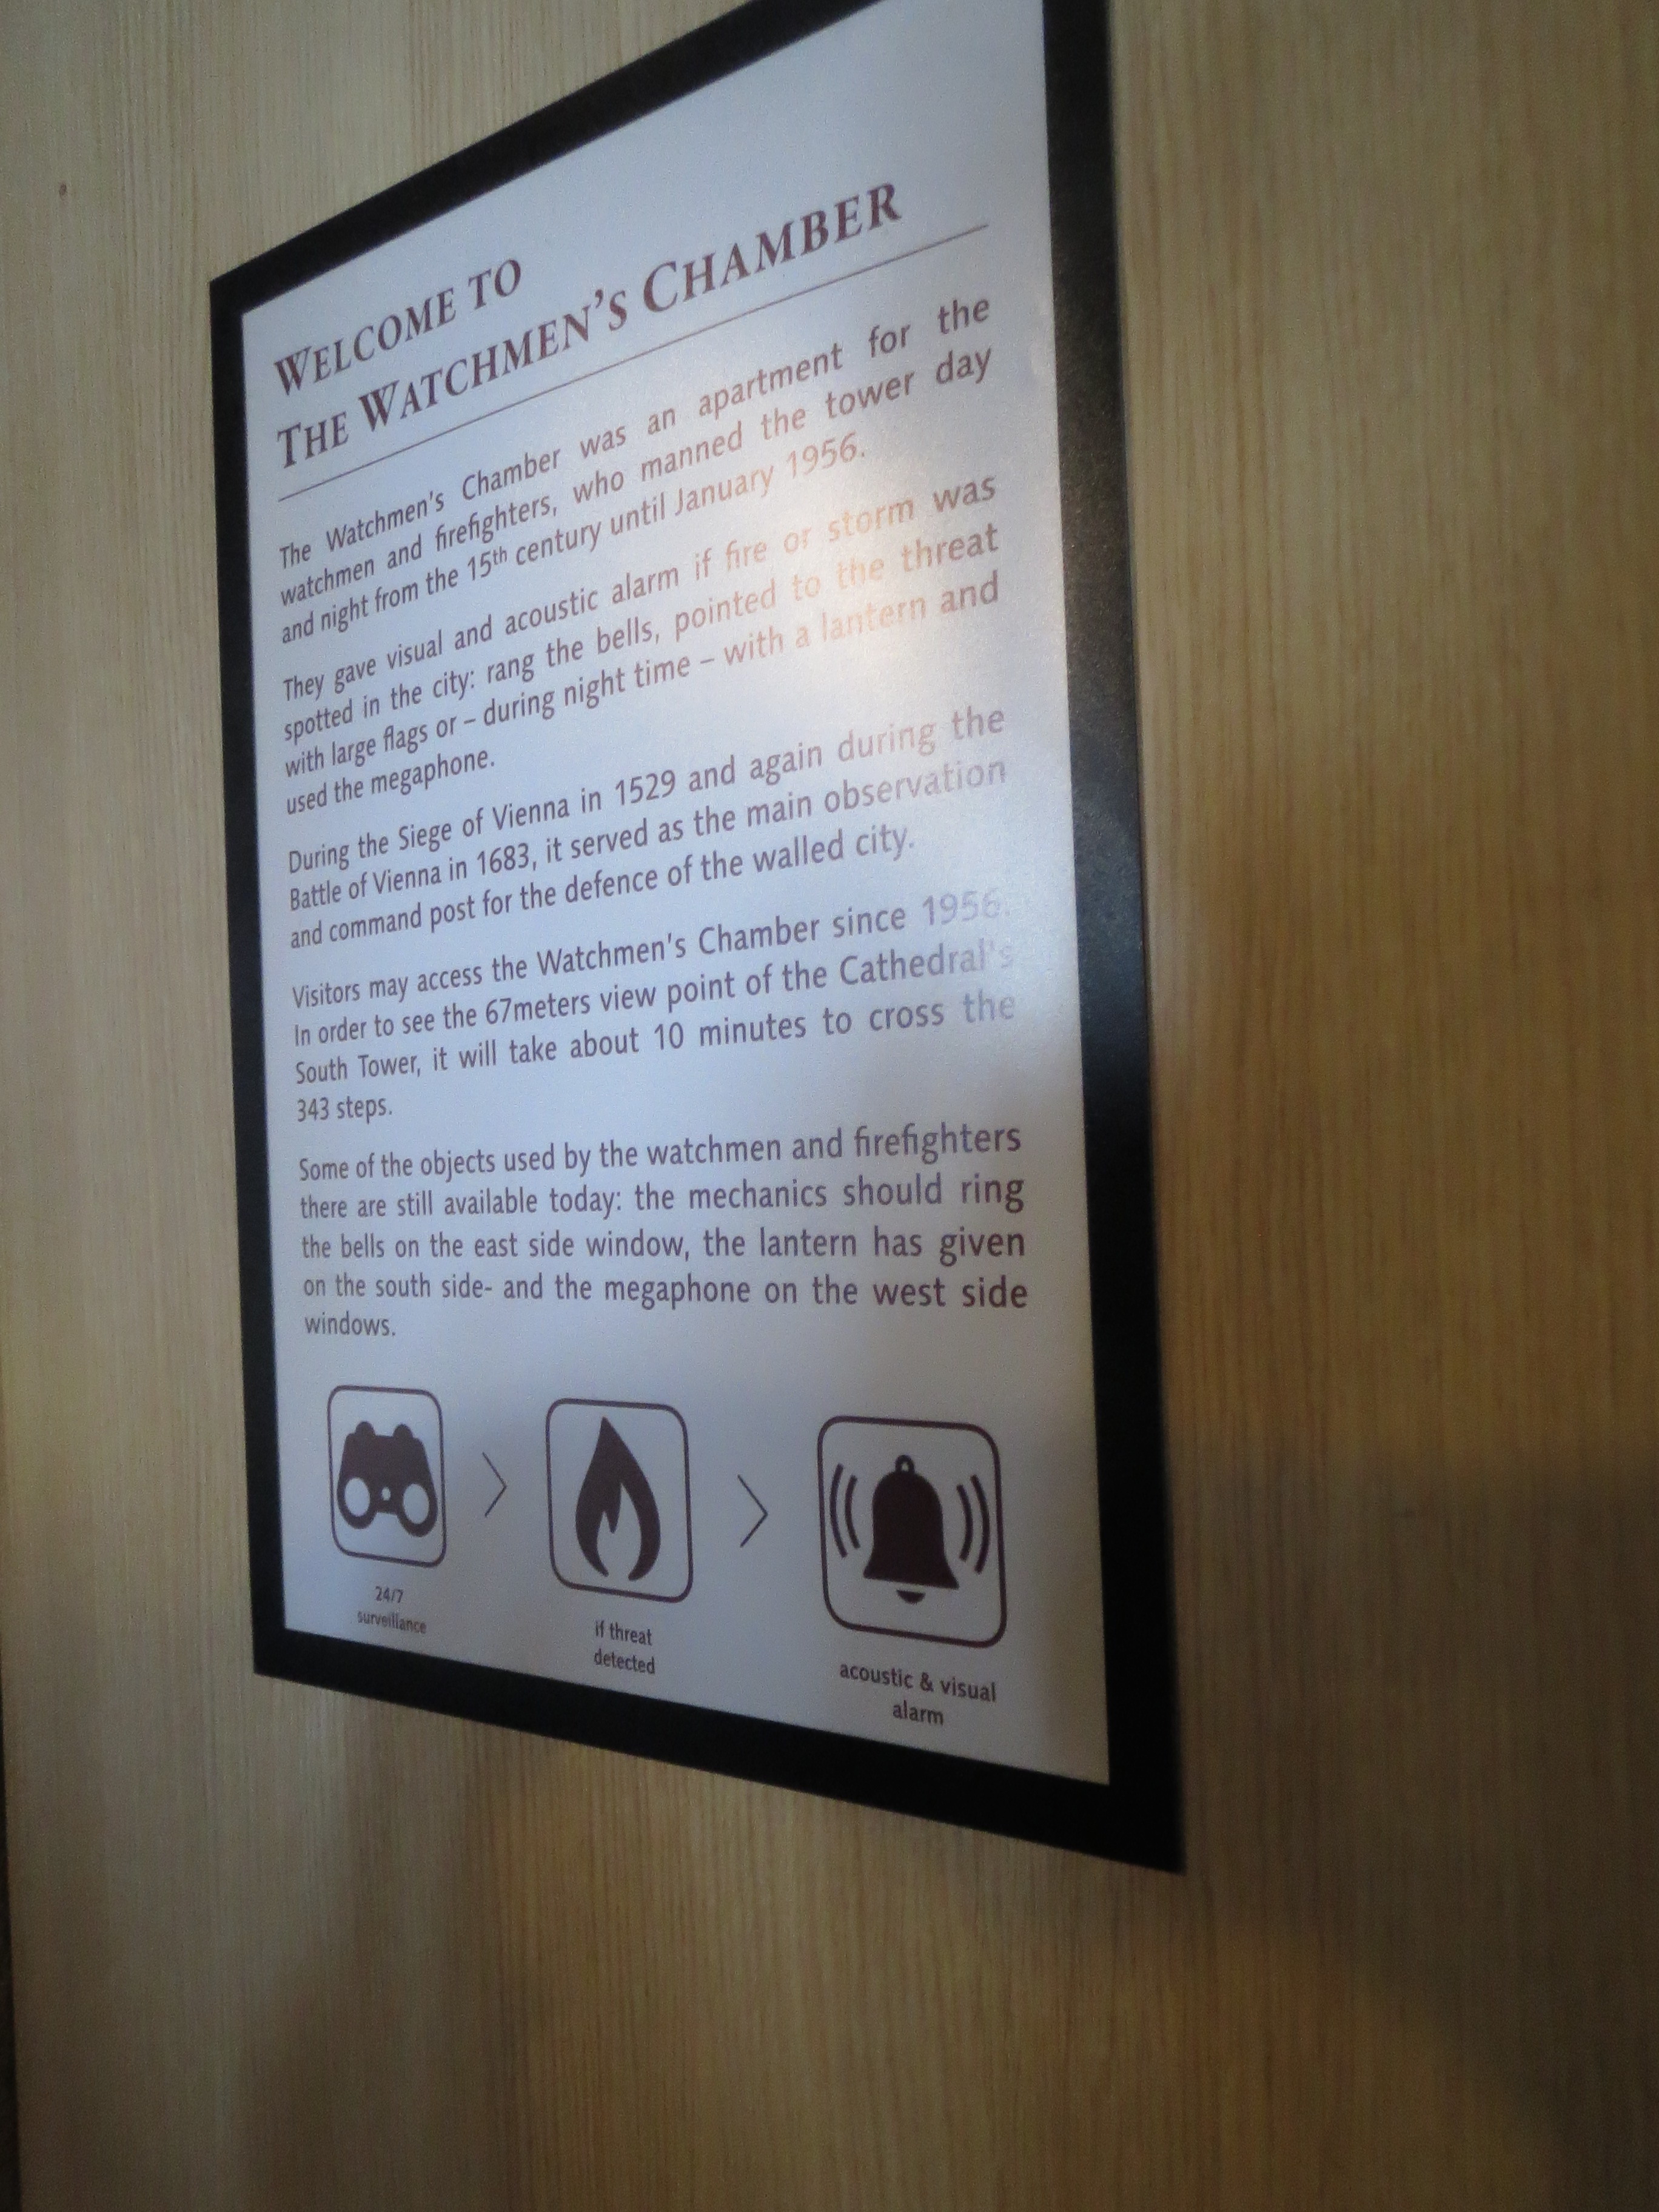 WELCOME TO
THE WATCHMEN'S CHAMBER
The Watchmen's Chamber was an apartment for the
watchmen and firefighters, who manned the tower day
and night from the 15th century until January 1956.
They gave visual and acoustic alarm if fire or storm was
spotted in the city: rang the bells, pointed to the threat
with large flags or – during night time – with a lantern and
used the megaphone.
During the Siege of Vienna in 1529 and again during the
Battle of Vienna in 1683, it served as the main observation
and command post for the defence of the walled city.
Visitors may access the Watchmen's Chamber since 1956.
In order to see the 67meters view point of the Cathedral's
South Tower, it will take about 10 minutes to cross the
343 steps.
Some of the objects used by the watchmen and firefighters
there are still available today: the mechanics should ring
the bells on the east side window, the lantern has given
on the south side- and the megaphone on the west side
windows.
24/7
surveillance
if threat
detected
acoustic & visual
alarm